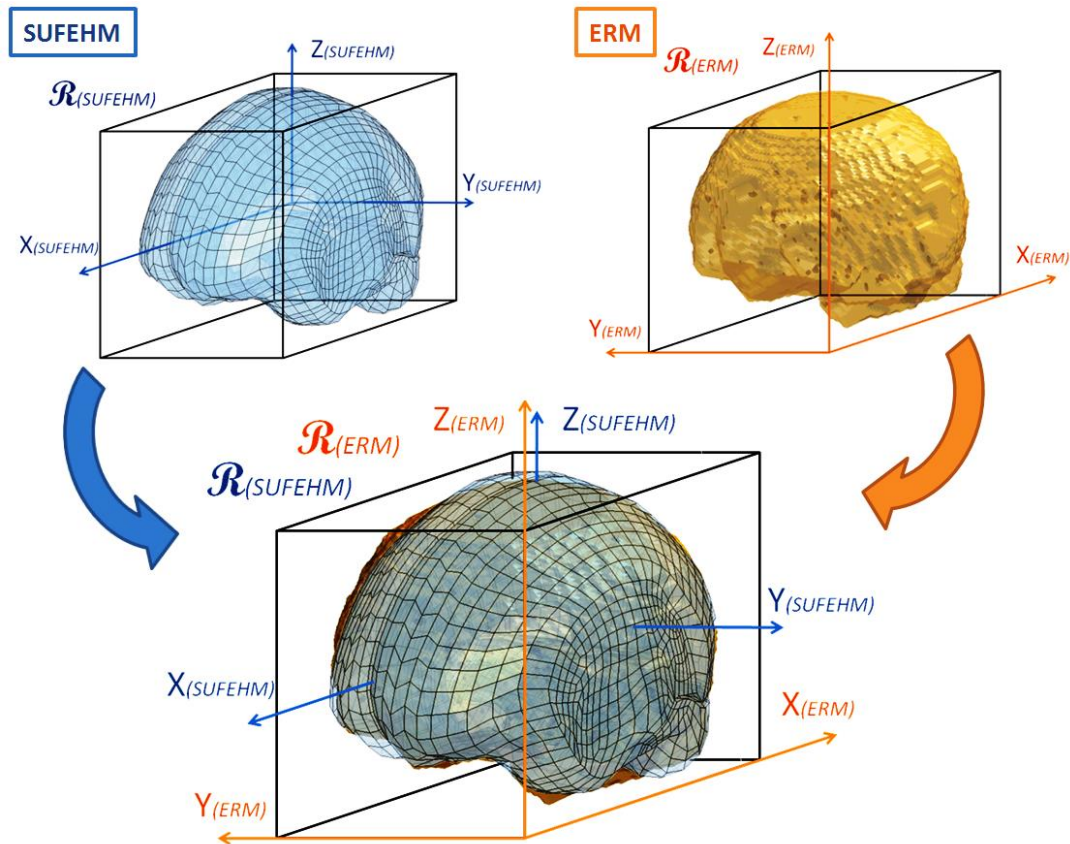 SUFEHM
ERM
Z(SUFEHM)
Z(ERM)
ℛ(SUFEHM)
ℛ(ERM)
Y(SUFEHM)
X(SUFEHM)
X(ERM)
Y(ERM)
Z(ERM)
Z(SUFEHM)
ℛ(ERM)
ℛ(SUFEHM)
Y(SUFEHM)
X(SUFEHM)
X(ERM)
Y(ERM)